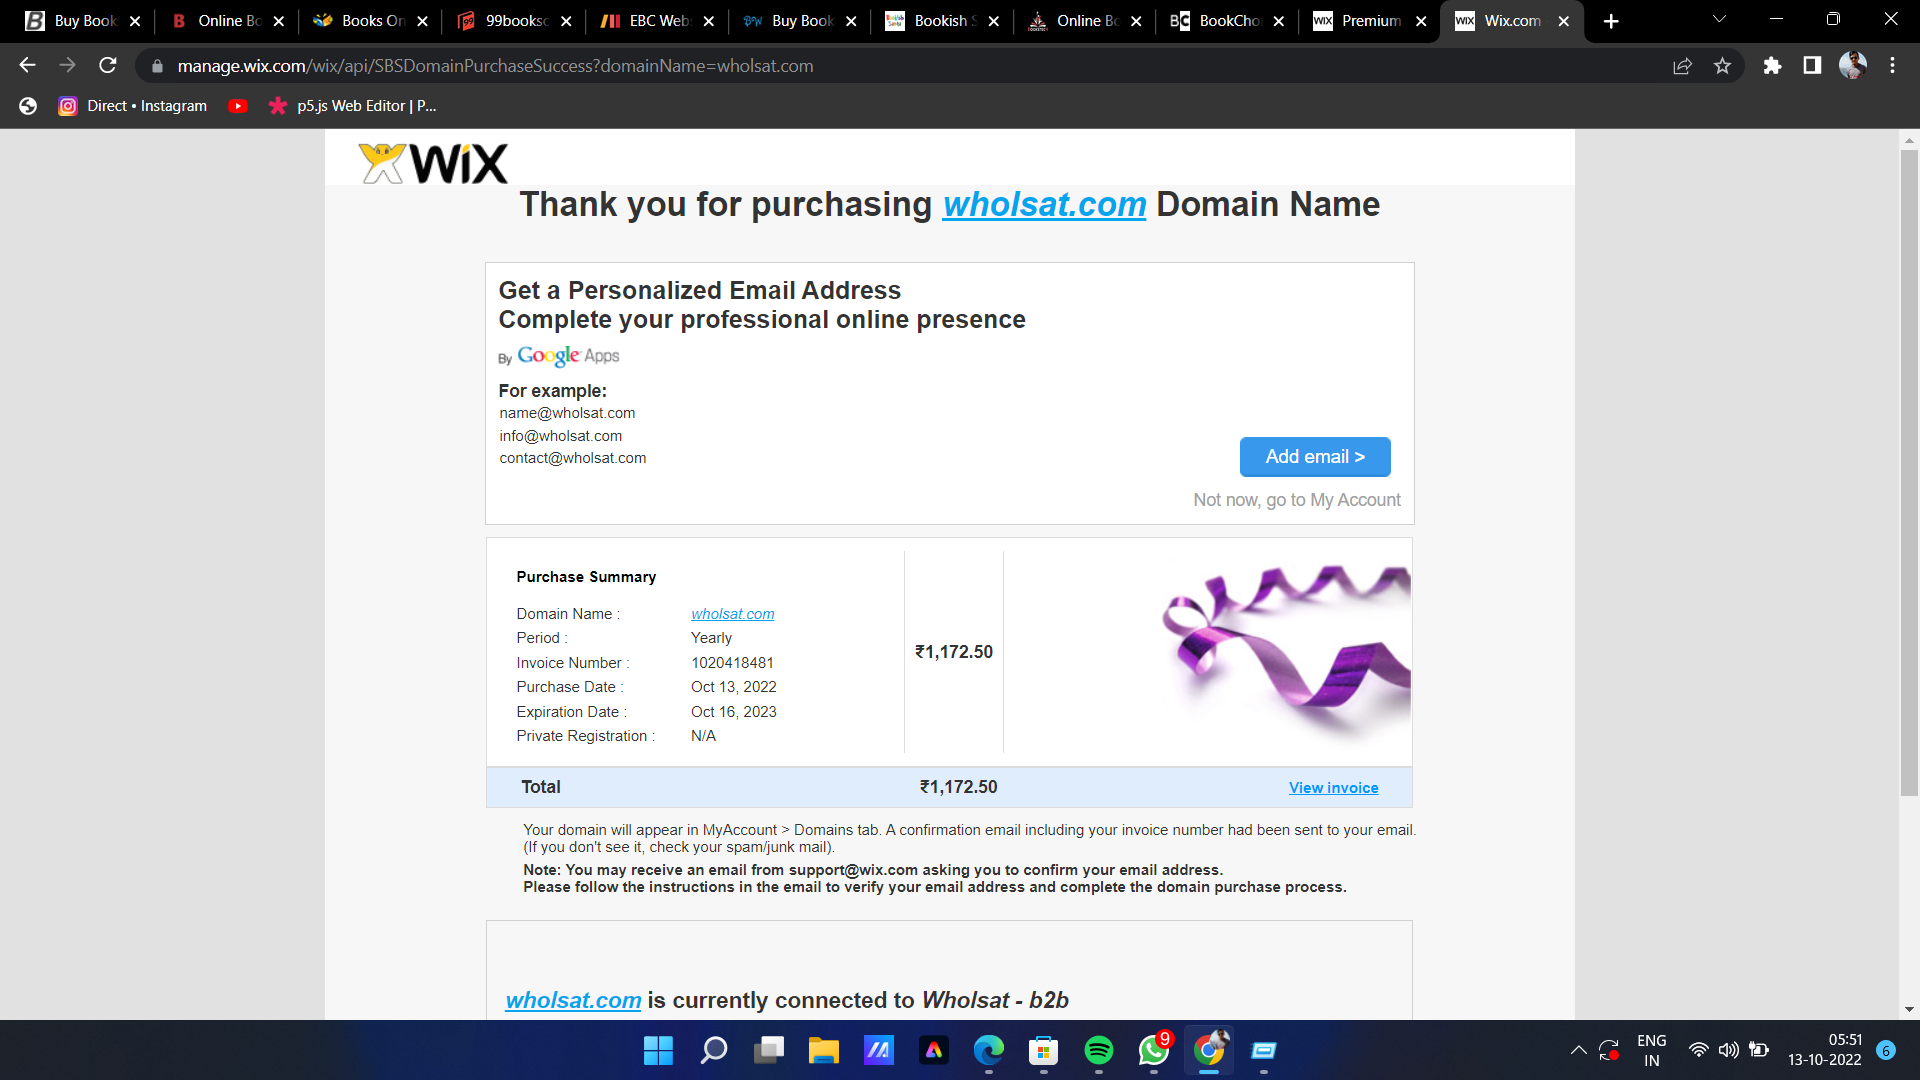 Buy Book
Online Bo
Books On
99booksc
EBC Web
Buy Book
Bookish S
Online Bo
BookCho
Premium
Wix.com
manage.wix.com/wix/api/SBSDomainPurchaseSuccess?domainName=wholsat.com
Direct • Instagram
p5.js Web Editor | P...
WiX
Thank you for purchasing wholsat.com Domain Name
Get a Personalized Email Address
Complete your professional online presence
By Google Apps
For example:
name@wholsat.com
info@wholsat.com
contact@wholsat.com
Add email >
Not now, go to My Account
Purchase Summary
Domain Name : wholsat.com
Period : Yearly
Invoice Number : 1020418481
Purchase Date : Oct 13, 2022
Expiration Date : Oct 16, 2023
Private Registration : N/A
₹1,172.50
Total ₹1,172.50 View invoice
Your domain will appear in MyAccount > Domains tab. A confirmation email including your invoice number had been sent to your email.
(If you don't see it, check your spam/junk mail).
Note: You may receive an email from support@wix.com asking you to confirm your email address.
Please follow the instructions in the email to verify your email address and complete the domain purchase process.
wholsat.com is currently connected to Wholsat - b2b
9
ENG
IN
05:51
13-10-2022
6